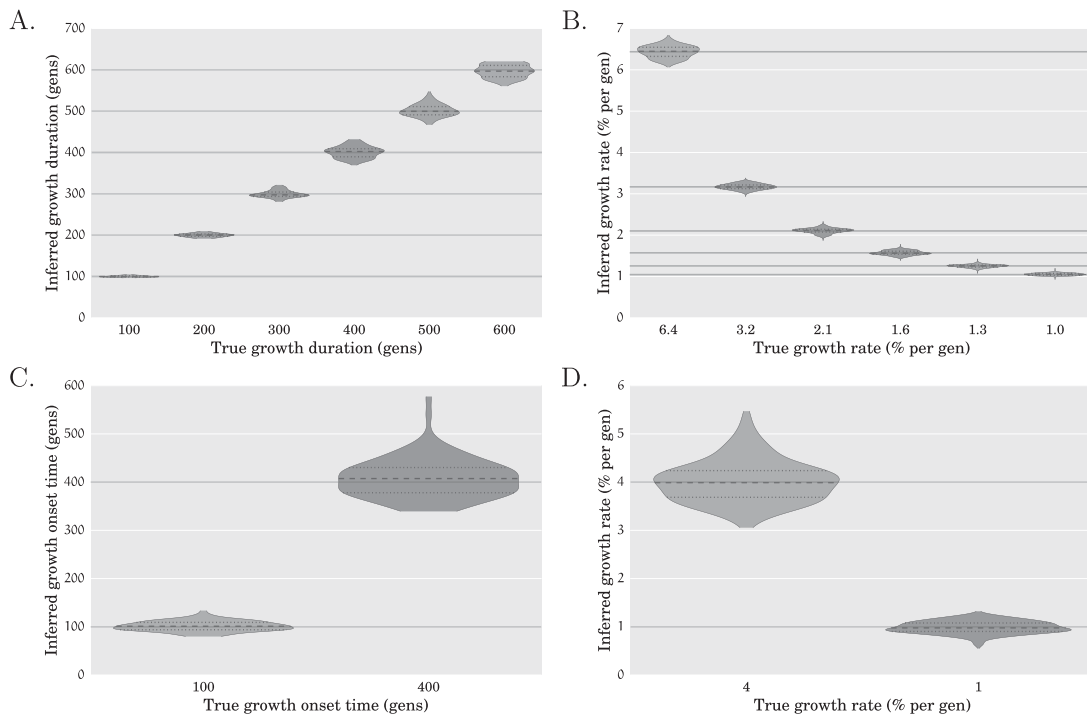 A.
Inferred growth duration (gens)
700
600
500
400
300
200
100
0
100 200 300 400 500 600
True growth duration (gens)
B.
Inferred growth rate (% per gen)
7
6
5
4
3
2
1
0
6.4 3.2 2.1 1.6 1.3 1.0
True growth rate (% per gen)
C.
Inferred growth onset time (gens)
600
500
400
300
200
100
0
100 400
True growth onset time (gens)
D.
Inferred growth rate (% per gen)
6
5
4
3
2
1
0
4 1
True growth rate (% per gen)